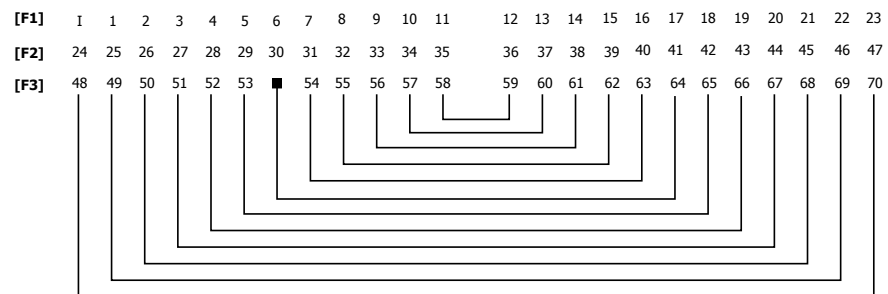 [F1] I 1 2 3 4 5 6 7 8 9 10 11 12 13 14 15 16 17 18 19 20 21 22 23
[F2] 24 25 26 27 28 29 30 31 32 33 34 35 36 37 38 39 40 41 42 43 44 45 46 47
[F3] 48 49 50 51 52 53 ■ 54 55 56 57 58 59 60 61 62 63 64 65 66 67 68 69 70